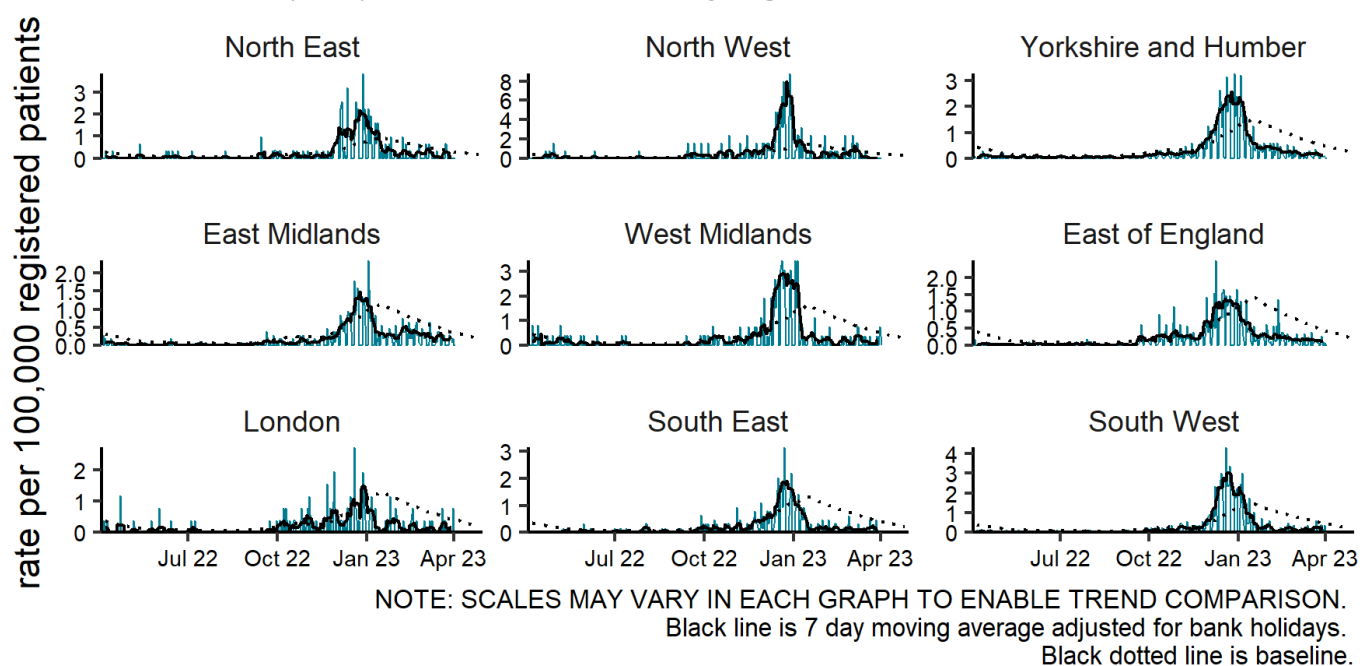 rate per 100,000 registered patients
North East
North West
Yorkshire and Humber
3
2
1
0
8
6
4
2
0
3
2
1
0
East Midlands
West Midlands
East of England
2.0
1.5
1.0
0.5
0.0
3
2
1
0
2.0
1.5
1.0
0.5
0.0
London
South East
South West
2
1
0
3
2
1
0
4
3
2
1
0
Jul 22 Oct 22 Jan 23 Apr 23
Jul 22 Oct 22 Jan 23 Apr 23
Jul 22 Oct 22 Jan 23 Apr 23
NOTE: SCALES MAY VARY IN EACH GRAPH TO ENABLE TREND COMPARISON.
Black line is 7 day moving average adjusted for bank holidays.
Black dotted line is baseline.